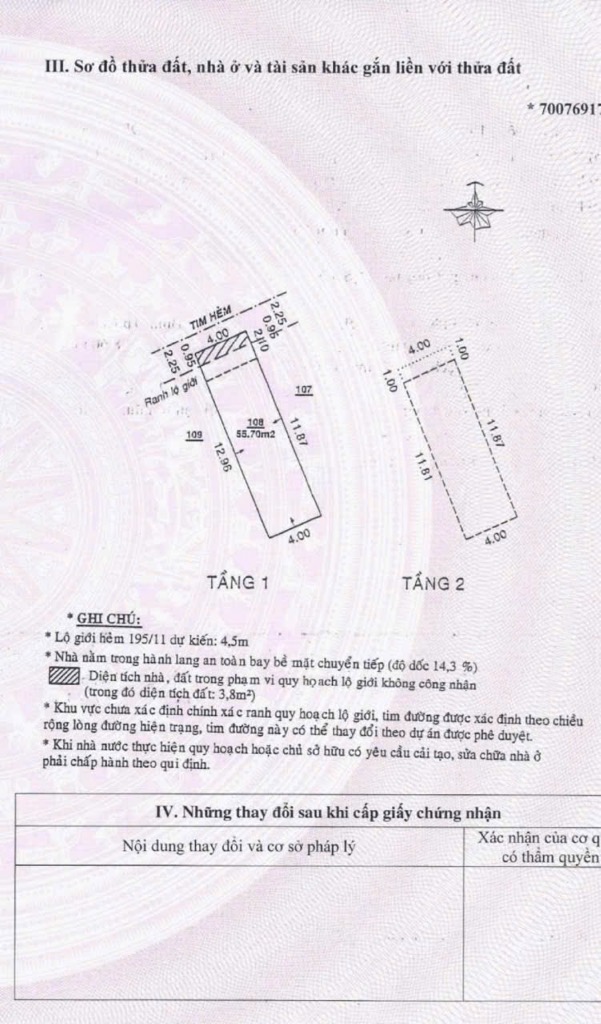 III. Sơ đồ thửa đất, nhà ở và tài sản khác gắn liền với thửa đất
* 70076917
TIM HẺM
2.25
0.95
4.00
2.25
0.95
2.10
Ranh lộ giới
107
108
55.70m2
109
12.96
11.87
4.00
4.00
1.00
1.00
11.87
11.81
4.00
TẦNG 1
TẦNG 2
* GHI CHÚ:
* Lộ giới hẻm 195/11 dự kiến: 4,5m
* Nhà nằm trong hành lang an toàn bay bề mặt chuyển tiếp (độ dốc 14,3 %)
Diện tích nhà, đất trong phạm vi quy hoạch lộ giới không công nhận
(trong đó diện tích đất: 3,8m²)
* Khu vực chưa xác định chính xác ranh quy hoạch lộ giới, tim đường được xác định theo chiều
rộng lòng đường hiện trạng, tim đường này có thể thay đổi theo dự án được phê duyệt.
* Khi nhà nước thực hiện quy hoạch hoặc chủ sở hữu có yêu cầu cải tạo, sửa chữa nhà ở
phải chấp hành theo qui định.
IV. Những thay đổi sau khi cấp giấy chứng nhận
Nội dung thay đổi và cơ sở pháp lý
Xác nhận của cơ q
có thẩm quyền